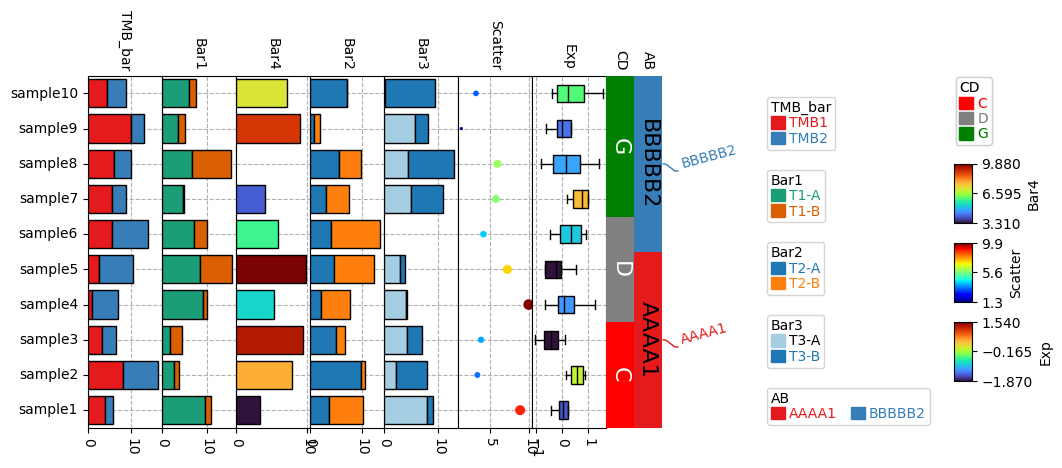 TMB_bar
Bar1
Bar4
Bar2
Bar3
Scatter
Exp
CD
AB
sample10
sample9
sample8
sample7
sample6
sample5
sample4
sample3
sample2
sample1
G
D
C
BBBBB2
AAAA1
BBBBB2
AAAA1
0 10
0 10
0 10
0 10
0 10
5 10
-1 0 1
TMB_bar
TMB1
TMB2
Bar1
T1-A
T1-B
Bar2
T2-A
T2-B
Bar3
T3-A
T3-B
AB
AAAA1 BBBBB2
CD
C
D
G
9.880
6.595
3.310
Bar4
9.9
5.6
1.3
Scatter
1.540
−0.165
−1.870
Exp